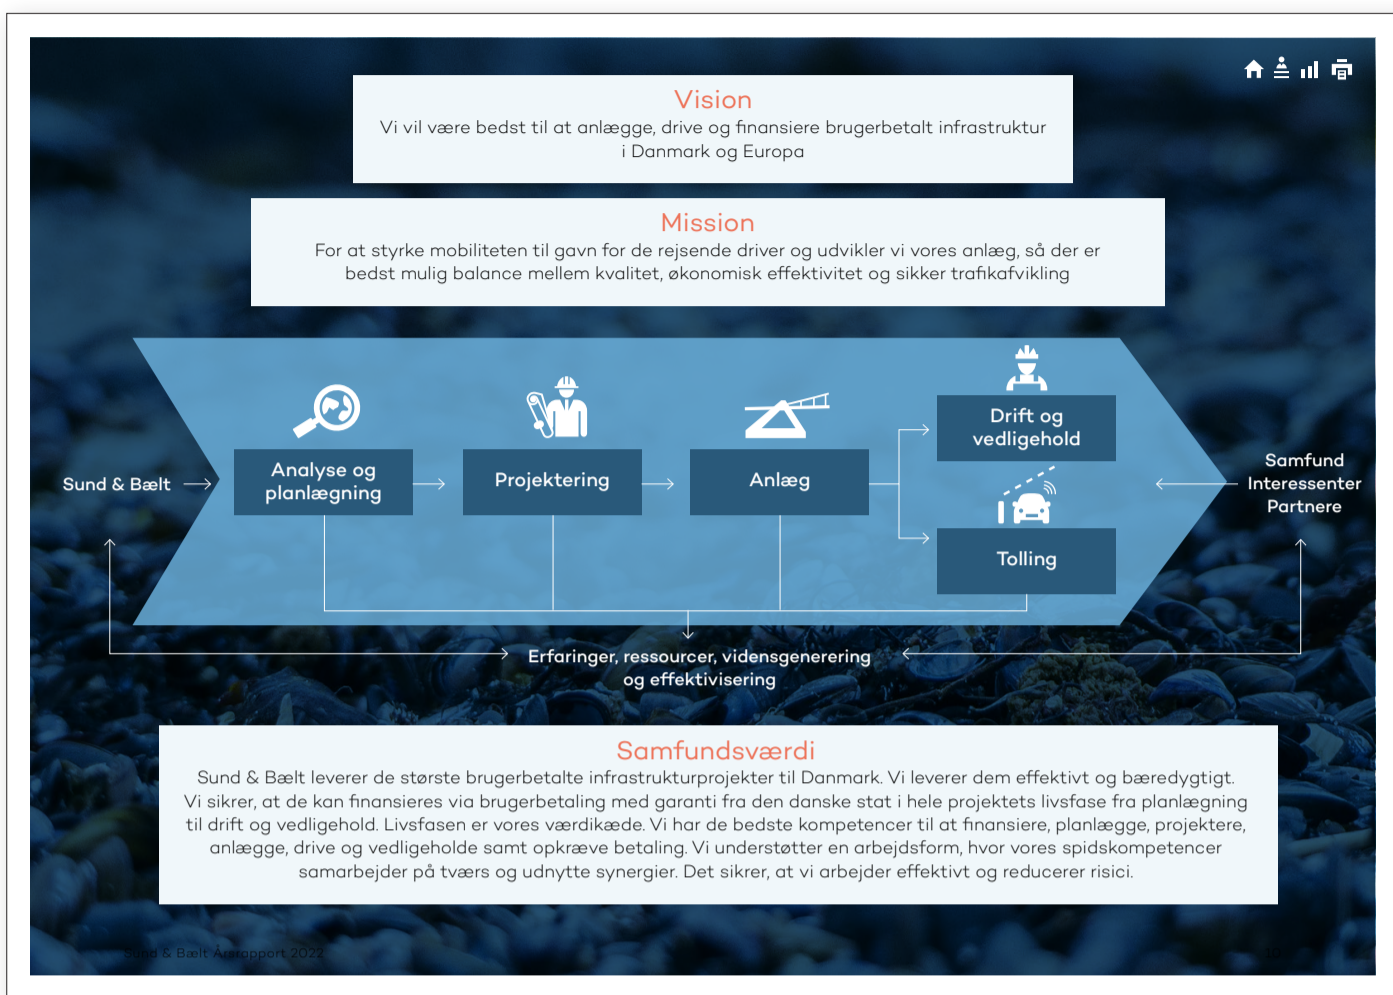 Vision
Vi vil være bedst til at anlægge, drive og finansiere brugerbetalt infrastruktur
i Danmark og Europa
Mission
For at styrke mobiliteten til gavn for de rejsende driver og udvikler vi vores anlæg, så der er
bedst mulig balance mellem kvalitet, økonomisk effektivitet og sikker trafikafvikling
Sund & Bælt
Analyse og
planlægning
Projektering
Anlæg
Drift og
vedligehold
Tolling
Samfund
Interessenter
Partnere
Erfaringer, ressourcer, vidensgenerering
og effektivisering
Samfundsværdi
Sund & Bælt leverer de største brugerbetalte infrastrukturprojekter til Danmark. Vi leverer dem effektivt og bæredygtigt.
Vi sikrer, at de kan finansieres via brugerbetaling med garanti fra den danske stat i hele projektets livsfase fra planlægning
til drift og vedligehold. Livsfasen er vores værdikæde. Vi har de bedste kompetencer til at finansiere, planlægge, projektere,
anlægge, drive og vedligeholde samt opkræve betaling. Vi understøtter en arbejdsform, hvor vores spidskompetencer
samarbejder på tværs og udnytte synergier. Det sikrer, at vi arbejder effektivt og reducerer risici.
Sund & Bælt Årsrapport 2022